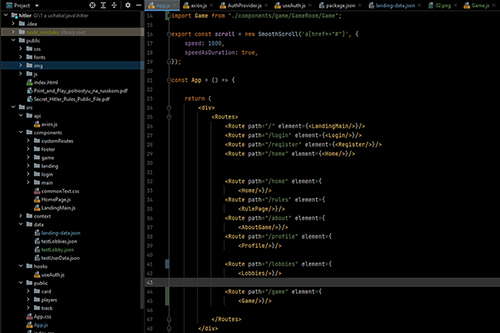 Project
App.js
axios.js
AuthProvider.js
useAuth.js
package.json
landing-data.json
02.png
Game.js
hitler
.idea
node_modules library root
public
css
fonts
img
js
index.html
Print_and_Play_polnostyu_na_russkom.pdf
Secret_Hitler_Rules_Public_File.pdf
src
api
axios.js
components
customRoutes
footer
game
landing
login
main
commonText.css
HomePage.js
LandingMain.js
context
data
landing-data.json
testLobbies.json
testLobby.json
testUserData.json
hooks
useAuth.js
public
card
players
track
App.css
App.js
14 import Game from "./components/game/GameRoom/Game";
15
16 export const scroll = new SmoothScroll('a[href*="#"]', {
17 speed: 1000,
18 speedAsDuration: true,
19 });
20
21 const App = () => {
22
23 return (
24 <div>
25 <Routes>
26 <Route path="/" element={<LandingMain/>}/>
27 <Route path="/login" element={<Login/>}/>
28 <Route path="/register" element={<Register/>}/>
29 <Route path="/home" element={<Home/>}/>
30
31
32 <Route path="/home" element={
33 <Home/>}/>
34 <Route path="/rules" element={
35 <RulePage/>}/>
36 <Route path="/about" element={
37 <AboutGame/>}/>
38 <Route path="/profile" element={
39 <Profile/>}/>
40
41 <Route path="/lobbies" element={
42 <Lobbies/>}/>
43
44 <Route path="/game" element={
45 <Game/>}/>
46
47 </Routes>
48 </div>